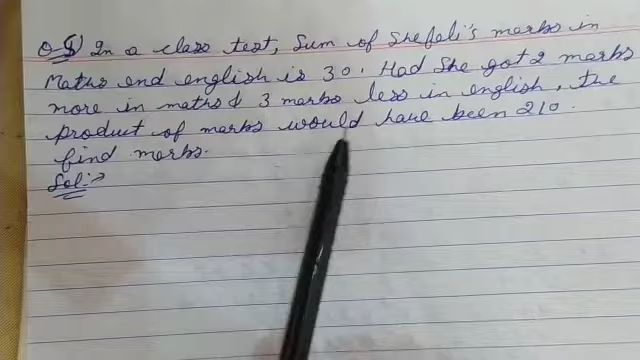 Q 5) In a class test, Sum of Shefali's marks in
Maths and english is 30. Had She got 2 marks
more in maths & 3 marks less in english, the
product of marks would have been 210.
find marks.
Sol:→